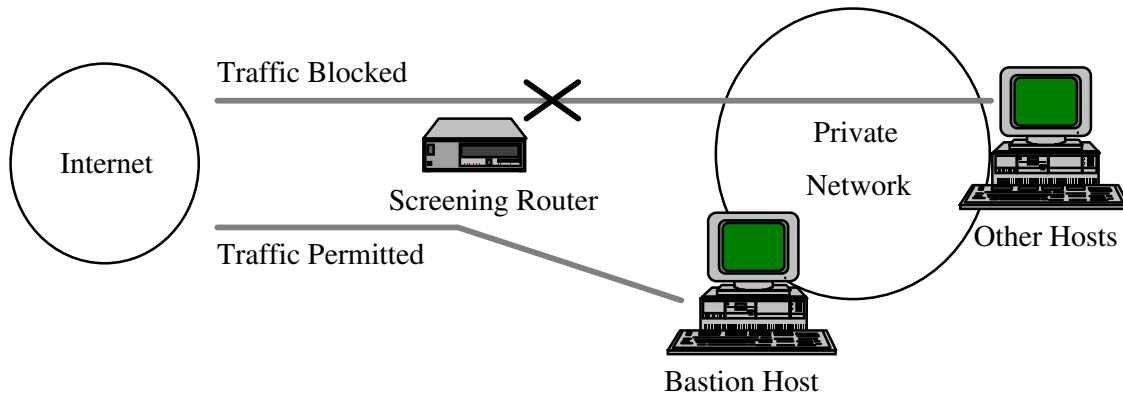 Traffic Blocked
Internet
Screening Router
Traffic Permitted
Private
Network
Other Hosts
Bastion Host